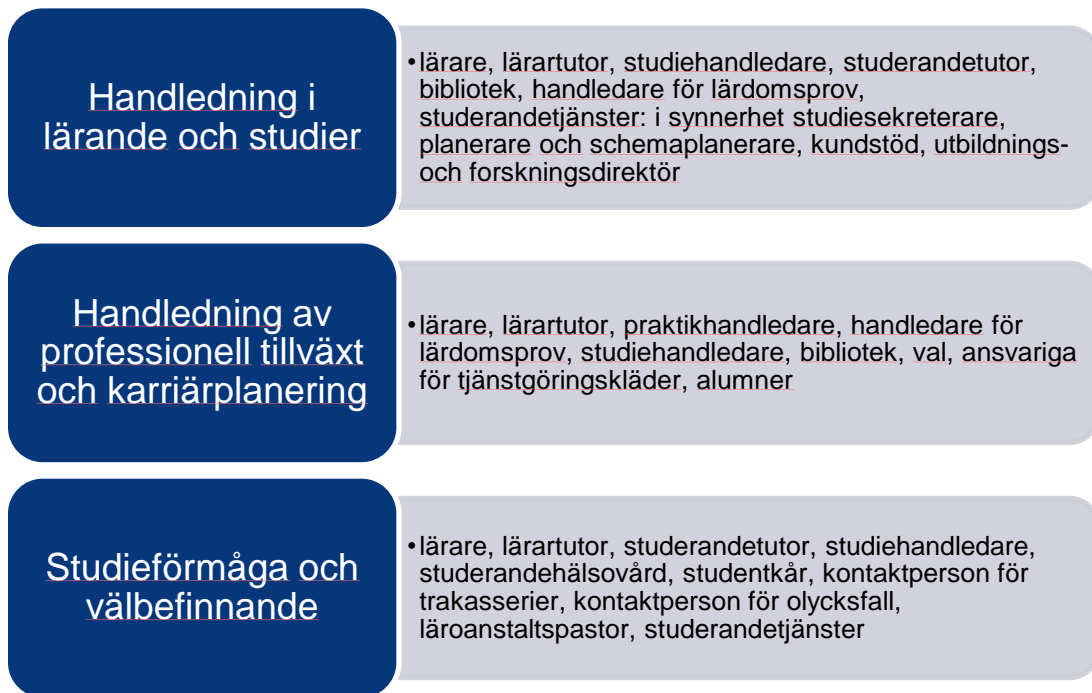 Handledning i
lärande och studier
•lärare, lärartutor, studiehandledare, studerandetutor,
bibliotek, handledare för lärdomsprov,
studerandetjänster: i synnerhet studiesekreterare,
planerare och schemaplanerare, kundstöd, utbildnings-
och forskningsdirektör
Handledning av
professionell tillväxt
och karriärplanering
•lärare, lärartutor, praktikhandledare, handledare för
lärdomsprov, studiehandledare, bibliotek, val, ansvariga
för tjänstgöringskläder, alumner
Studieförmåga och
välbefinnande
•lärare, lärartutor, studerandetutor, studiehandledare,
studerandehälsovård, studentkår, kontaktperson för
trakasserier, kontaktperson för olycksfall,
läroanstaltspastor, studerandetjänster